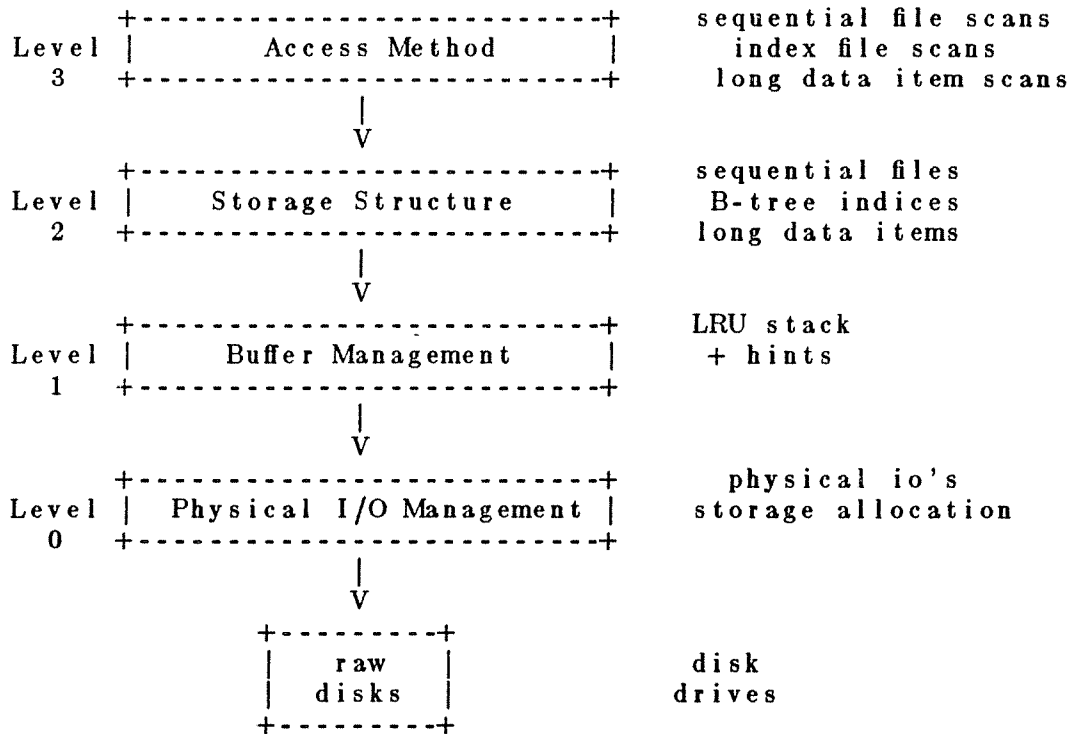 sequential file scans
Level Access Method index file scans
3 long data item scans
V
sequential files
Level Storage Structure B-tree indices
2 long data items
V
LRU stack
Level Buffer Management + hints
1
V
physical io's
Level Physical I/O Management storage allocation
0
V
raw disk
disks drives